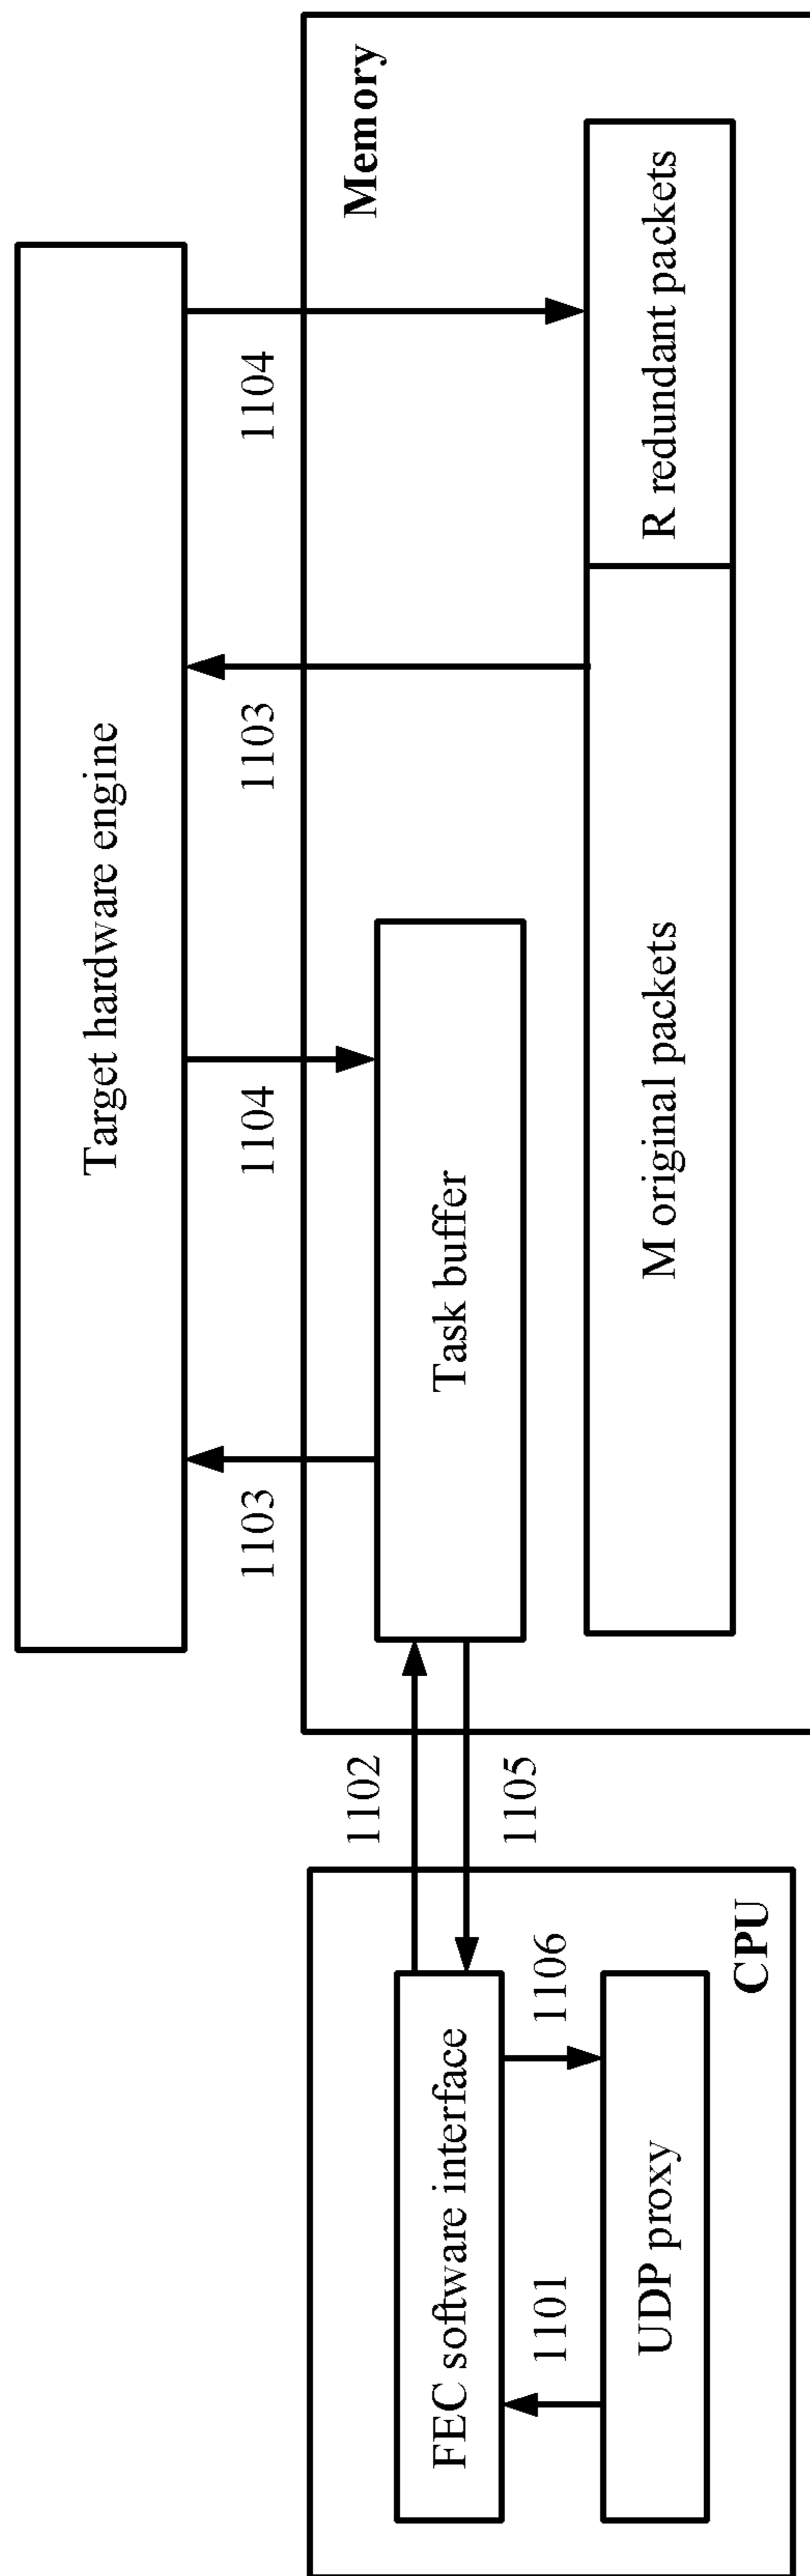 Target hardware engine
1103
1104
1103
1104
Memory
1102
1105
Task buffer
M original packets
R redundant packets
FEC software interface
1101
1106
UDP proxy
CPU